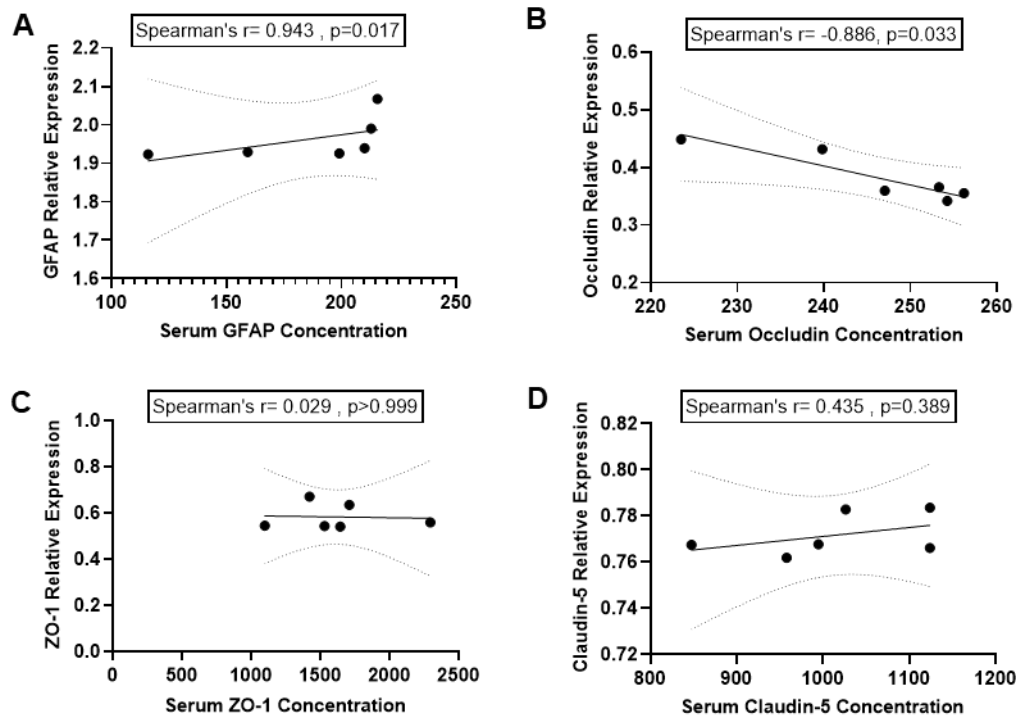 A
Spearman's r= 0.943 , p=0.017
GFAP Relative Expression
2.2
2.1
2.0
1.9
1.8
1.7
1.6
100
150
200
250
Serum GFAP Concentration
B
Spearman's r= -0.886, p=0.033
Occludin Relative Expression
0.6
0.5
0.4
0.3
0.2
220
230
240
250
260
Serum Occludin Concentration
C
Spearman's r= 0.029 , p>0.999
ZO-1 Relative Expression
1.0
0.8
0.6
0.4
0.2
0.0
0
500
1000
1500
2000
2500
Serum ZO-1 Concentration
D
Spearman's r= 0.435 , p=0.389
Claudin-5 Relative Expression
0.82
0.80
0.78
0.76
0.74
0.72
800
900
1000
1100
1200
Serum Claudin-5 Concentration